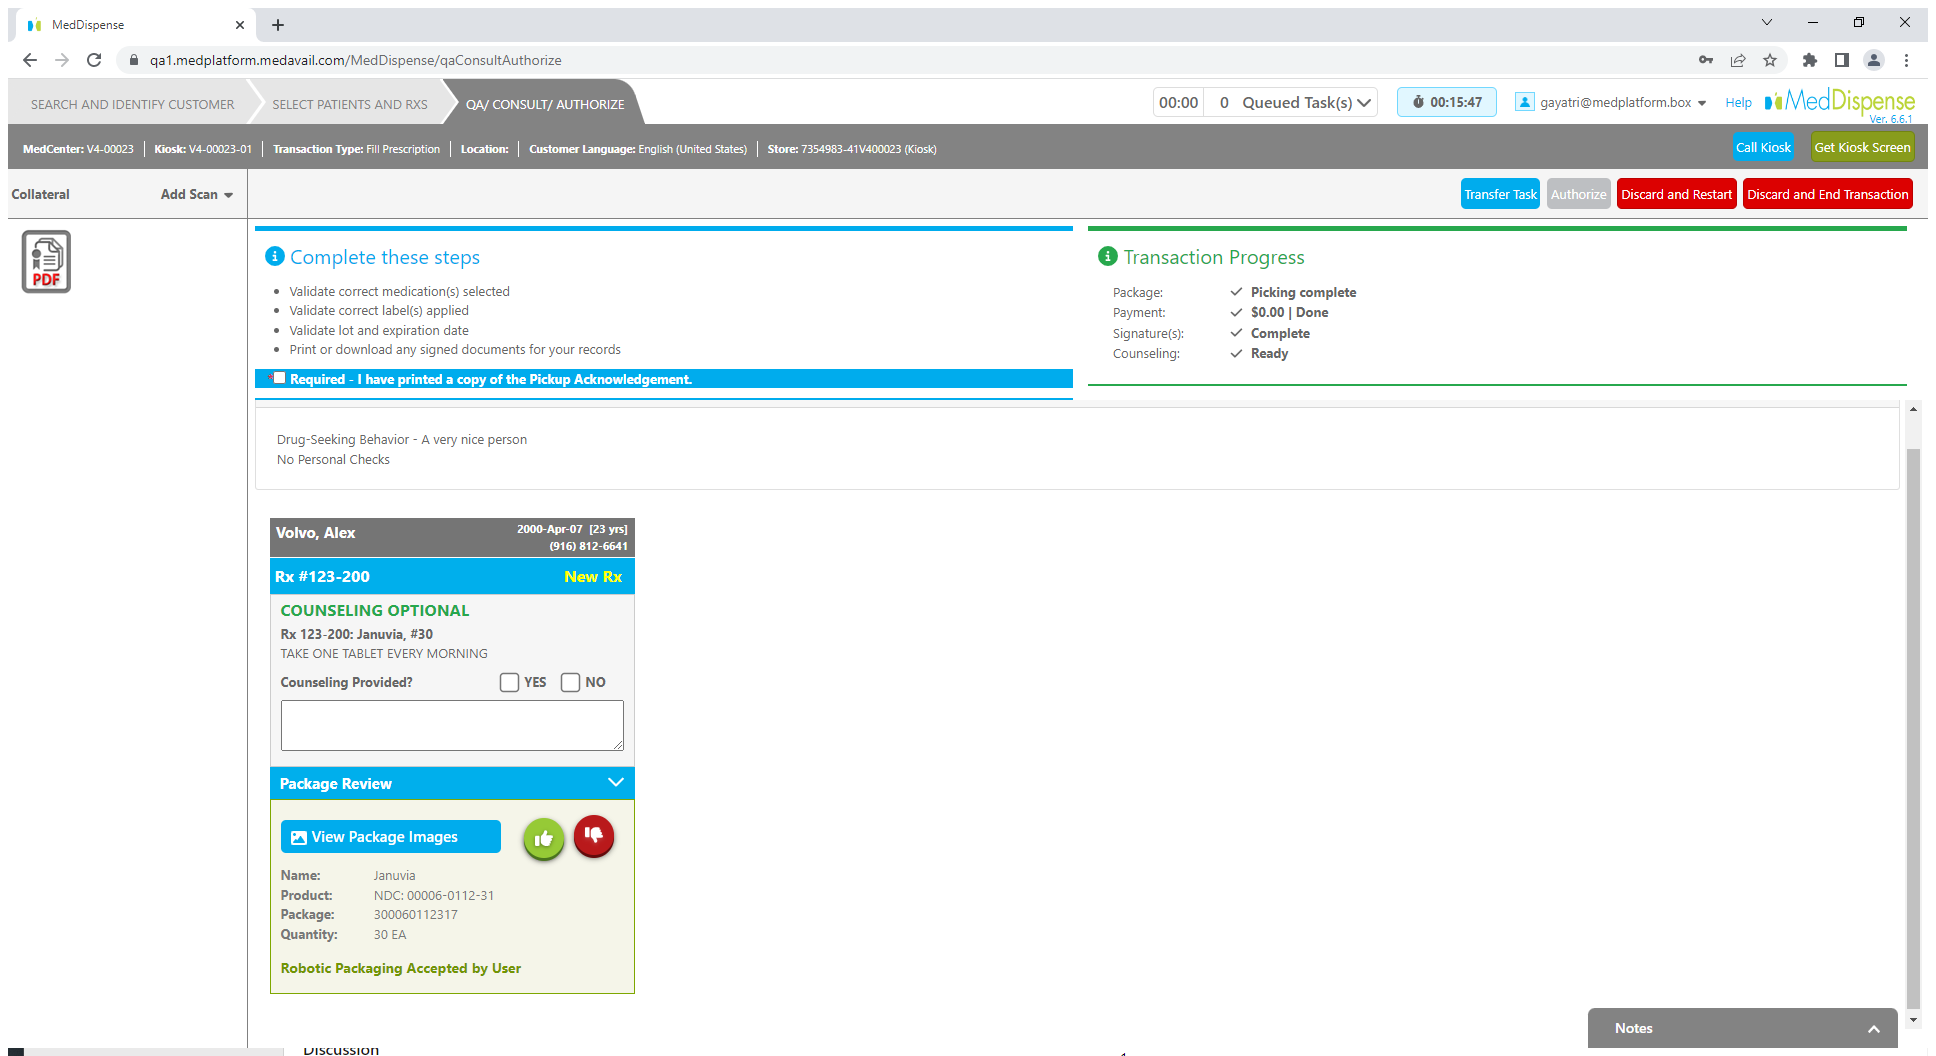 MedDispense
qa1.medplatform.medavail.com/MedDispense/qaConsultAuthorize
SEARCH AND IDENTIFY CUSTOMER
SELECT PATIENTS AND RXS
QA/ CONSULT/ AUTHORIZE
00:00 0 Queued Task(s)
00:15:47
gayatri@medplatform.box
Help
MedDispense
Ver. 6.6.1
MedCenter: V4-00023 Kiosk: V4-00023-01 Transaction Type: Fill Prescription Location: Customer Language: English (United States) Store: 7354983-41V400023 (Kiosk)
Call Kiosk
Get Kiosk Screen
Collateral
Add Scan
Transfer Task
Authorize
Discard and Restart
Discard and End Transaction
PDF
Complete these steps
Validate correct medication(s) selected
Validate correct label(s) applied
Validate lot and expiration date
Print or download any signed documents for your records
* Required - I have printed a copy of the Pickup Acknowledgement.
Transaction Progress
Package: Picking complete
Payment: $0.00 | Done
Signature(s): Complete
Counseling: Ready
Drug-Seeking Behavior - A very nice person
No Personal Checks
Volvo, Alex
2000-Apr-07 [23 yrs]
(916) 812-6641
Rx #123-200
New Rx
COUNSELING OPTIONAL
Rx 123-200: Januvia, #30
TAKE ONE TABLET EVERY MORNING
Counseling Provided? YES NO
Package Review
View Package Images
Name: Januvia
Product: NDC: 00006-0112-31
Package: 300060112317
Quantity: 30 EA
Robotic Packaging Accepted by User
Notes
Discussion